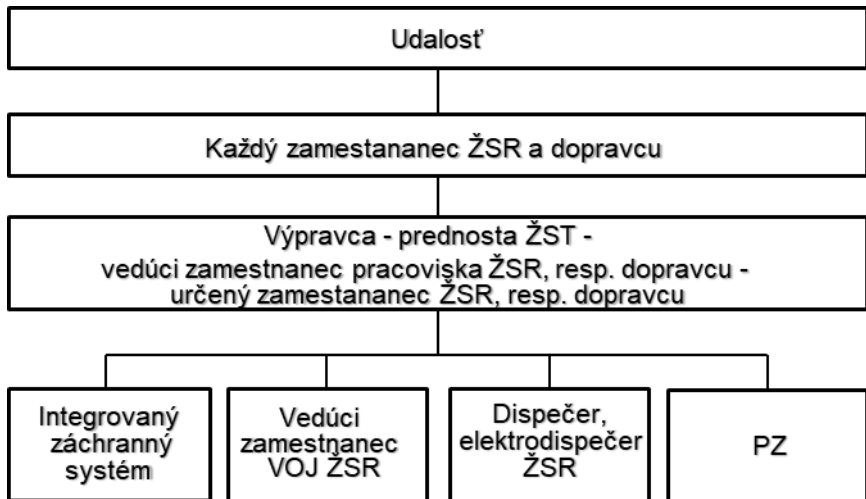 Udalosť
Každý zamestananec ŽSR a dopravcu
Výpravca - prednosta ŽST -
vedúci zamestnanec pracoviska ŽSR, resp. dopravcu -
určený zamestananec ŽSR, resp. dopravcu
Integrovaný
záchranný
systém
Vedúci
zamestnanec
VOJ ŽSR
Dispečer,
elektrodispečer
ŽSR
PZ